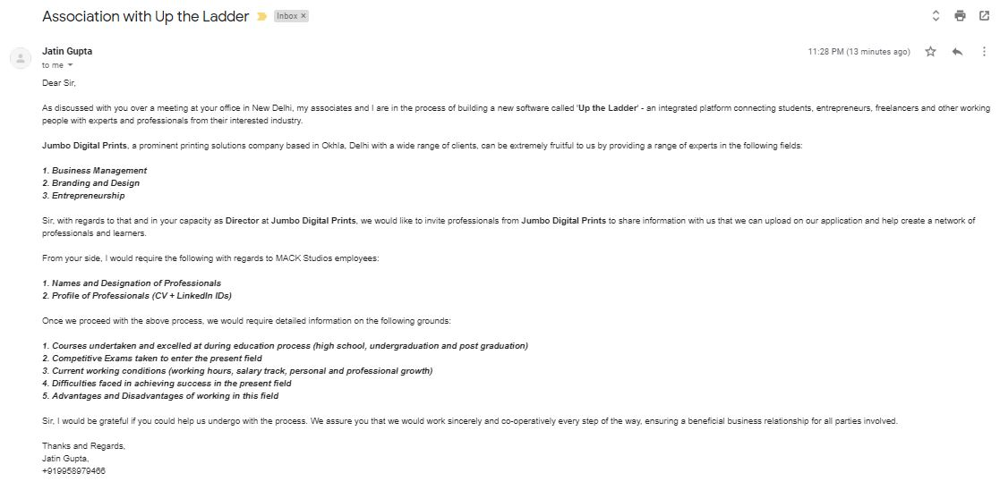 Association with Up the Ladder Inbox ×
Jatin Gupta 11:28 PM (13 minutes ago)
to me
Dear Sir,
As discussed with you over a meeting at your office in New Delhi, my associates and I are in the process of building a new software called 'Up the Ladder' - an integrated platform connecting students, entrepreneurs, freelancers and other working
people with experts and professionals from their interested industry.
Jumbo Digital Prints, a prominent printing solutions company based in Okhla, Delhi with a wide range of clients, can be extremely fruitful to us by providing a range of experts in the following fields:
1. Business Management
2. Branding and Design
3. Entrepreneurship
Sir, with regards to that and in your capacity as Director at Jumbo Digital Prints, we would like to invite professionals from Jumbo Digital Prints to share information with us that we can upload on our application and help create a network of
professionals and learners.
From your side, I would require the following with regards to MACK Studios employees:
1. Names and Designation of Professionals
2. Profile of Professionals (CV + LinkedIn IDs)
Once we proceed with the above process, we would require detailed information on the following grounds:
1. Courses undertaken and excelled at during education process (high school, undergraduation and post graduation)
2. Competitive Exams taken to enter the present field
3. Current working conditions (working hours, salary track, personal and professional growth)
4. Difficulties faced in achieving success in the present field
5. Advantages and Disadvantages of working in this field
Sir, I would be grateful if you could help us undergo with the process. We assure you that we would work sincerely and co-operatively every step of the way, ensuring a beneficial business relationship for all parties involved.
Thanks and Regards,
Jatin Gupta,
+919958979466